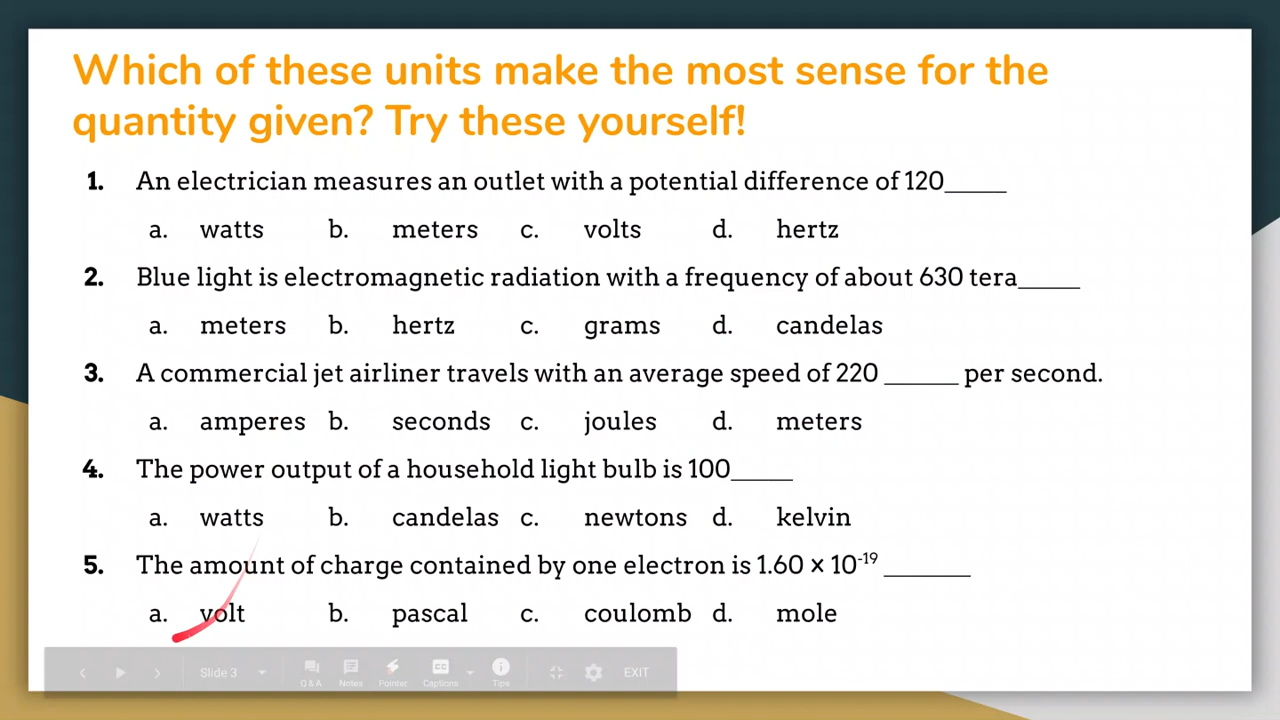 Which of these units make the most sense for the
quantity given? Try these yourself!
1. An electrician measures an outlet with a potential difference of 120_____
a. watts b. meters c. volts d. hertz
2. Blue light is electromagnetic radiation with a frequency of about 630 tera_____
a. meters b. hertz c. grams d. candelas
3. A commercial jet airliner travels with an average speed of 220 ______ per second.
a. amperes b. seconds c. joules d. meters
4. The power output of a household light bulb is 100_____
a. watts b. candelas c. newtons d. kelvin
5. The amount of charge contained by one electron is 1.60 × 10⁻¹⁹ _______
a. volt b. pascal c. coulomb d. mole
Slide 3 Q & A Notes Pointer CC Captions Tips EXIT